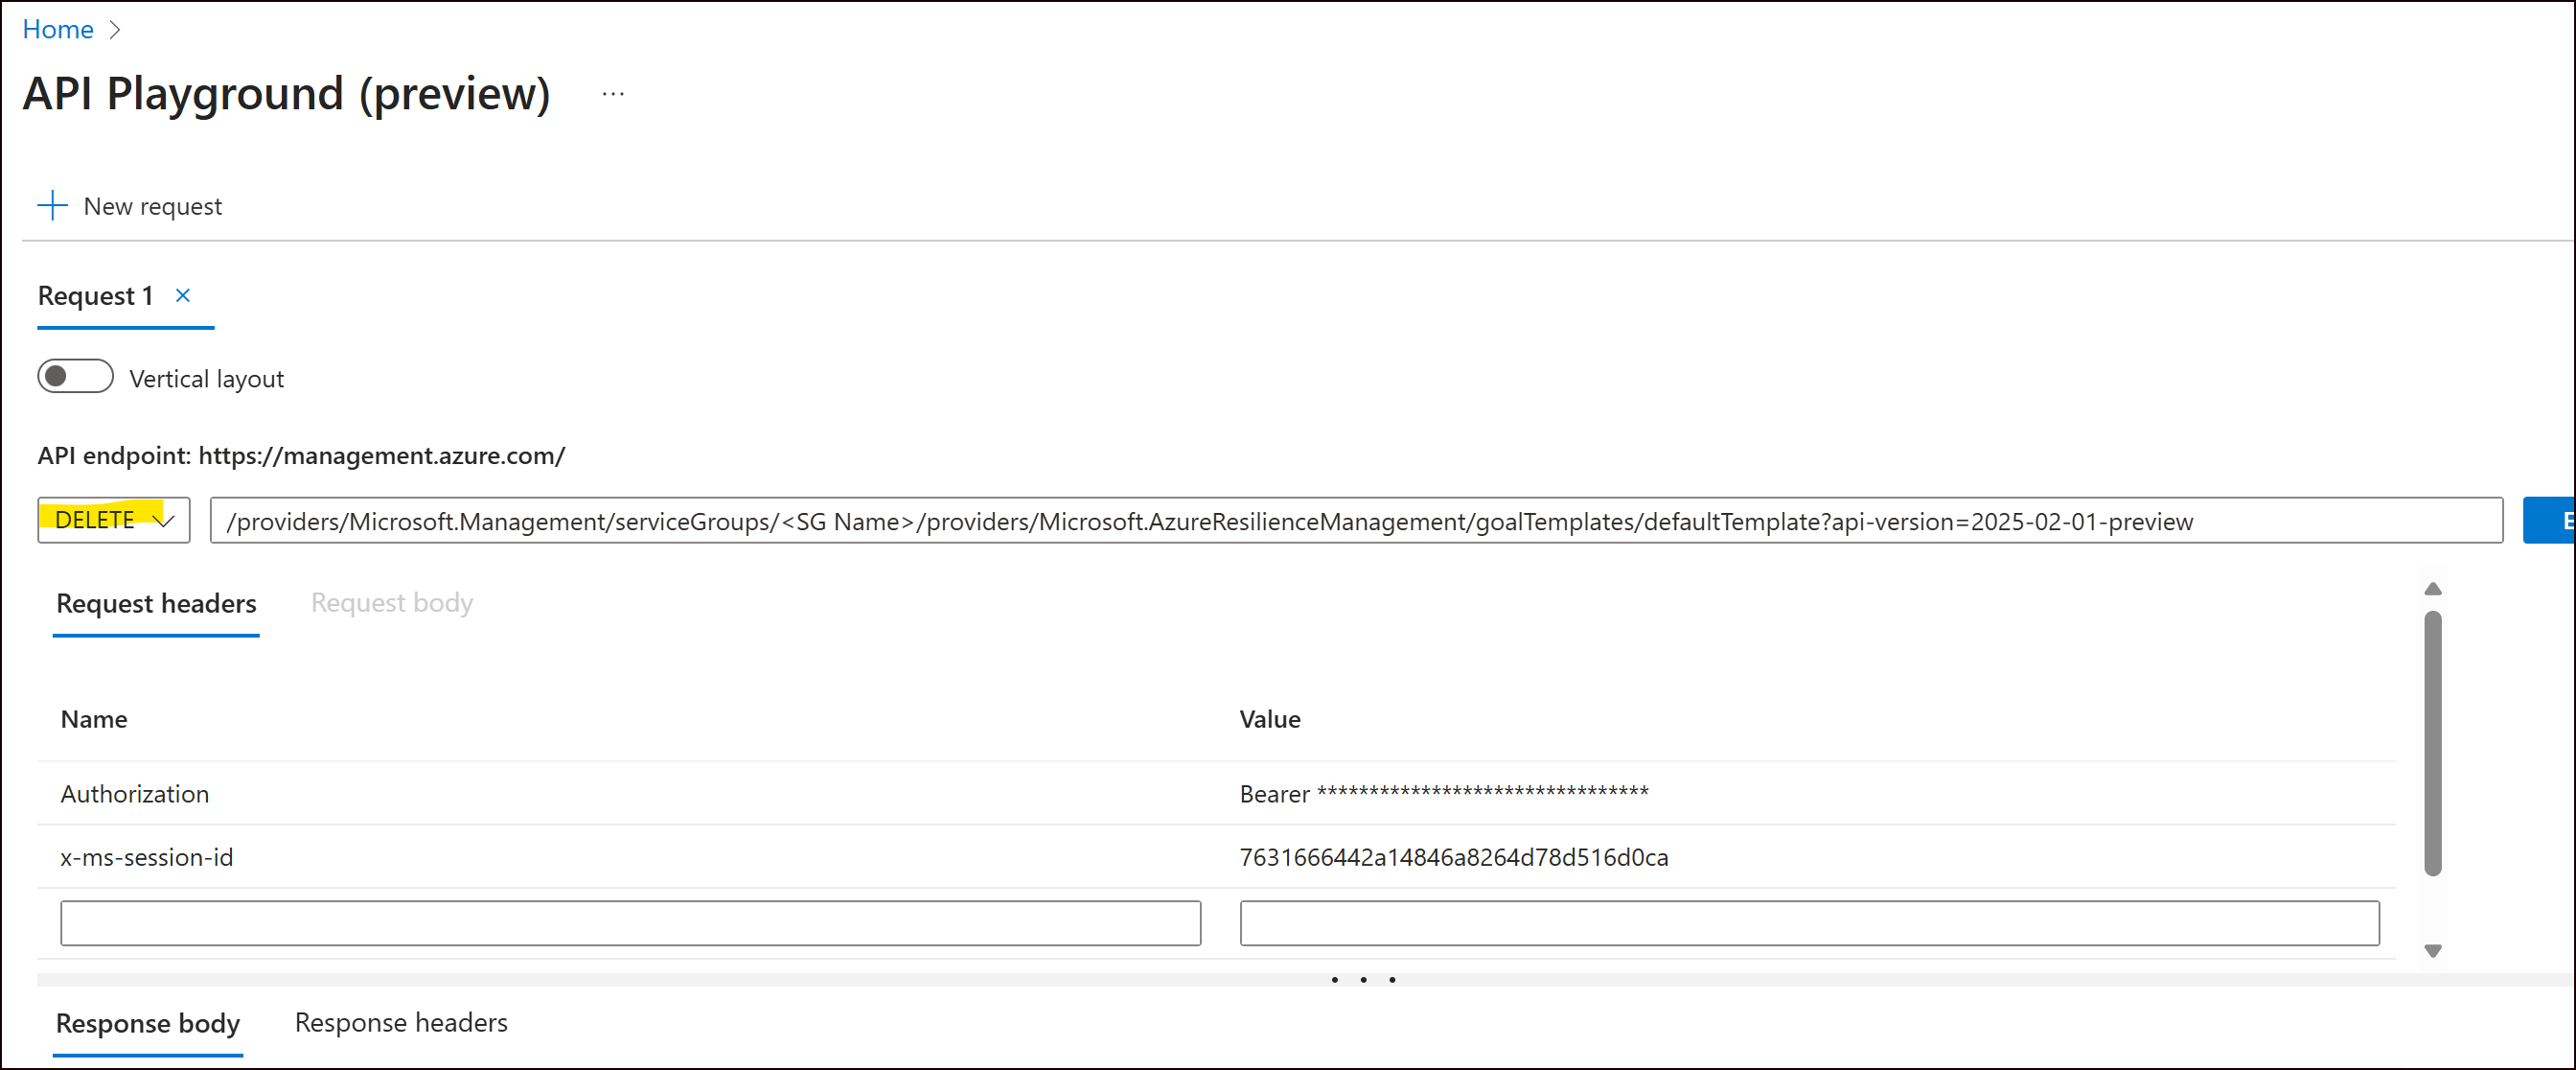 Home
API Playground (preview) ...
New request
Request 1
Vertical layout
API endpoint: https://management.azure.com/
DELETE /providers/Microsoft.Management/serviceGroups/<SG Name>/providers/Microsoft.AzureResilienceManagement/goalTemplates/defaultTemplate?api-version=2025-02-01-preview
Request headers Request body
Name Value
Authorization Bearer ********************************
x-ms-session-id 7631666442a14846a8264d78d516d0ca
Response body Response headers